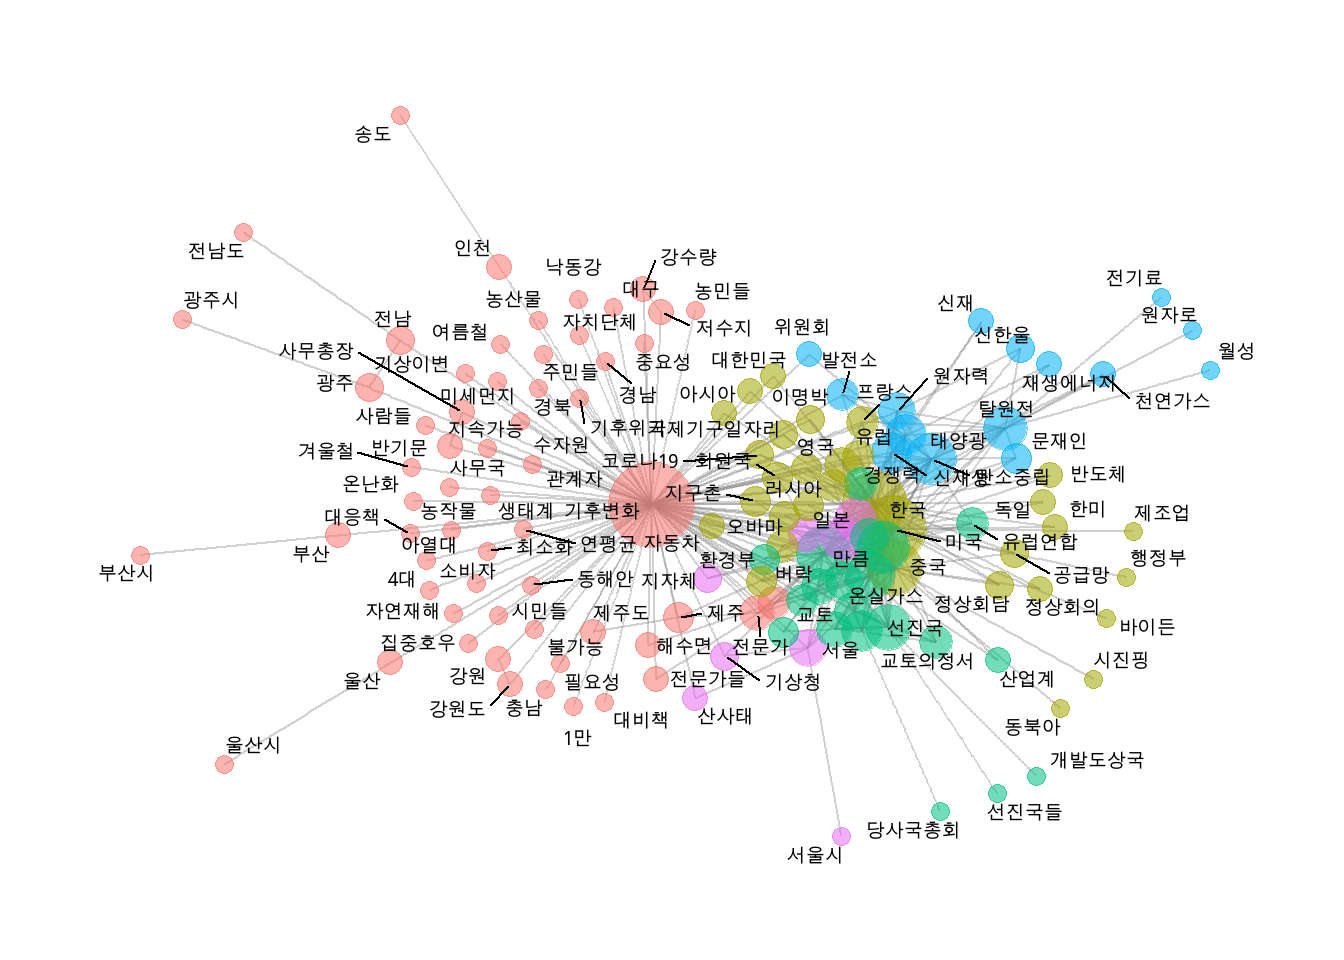 송도
전남도
인천
강수량
낙동강
대구
농민들
전기료
광주시
농산물
신재
원자로
전남
여름철
자치단체
저수지
위원회
신한울
월성
사무총장
기상이변
중요성
대한민국
발전소
광주
주민들
원자력
재생에너지
미세먼지
경남
아시아
이명박
프랑스
천연가스
사람들
경북
탈원전
지속가능
기후위기
국제기구
일자리
겨울철
반기문
수자원
영국
유럽
태양광
문재인
사무국
코로나19
회원국
온난화
관계자
경쟁력
신재생
탄소중립
반도체
지구촌
러시아
대응책
농작물
생태계
기후변화
오바마
일본
한국
독일
한미
제조업
부산
아열대
최소화
연평균
자동차
미국
유럽연합
부산시
환경부
만큼
중국
행정부
4대
소비자
동해안
지자체
버락
공급망
자연재해
시민들
제주도
제주
교토
온실가스
정상회담
정상회의
바이든
집중호우
불가능
해수면
전문가
서울
선진국
교토의정서
시진핑
강원
울산
필요성
전문가들
기상청
산업계
강원도
충남
대비책
산사태
동북아
1만
울산시
개발도상국
선진국들
당사국총회
서울시